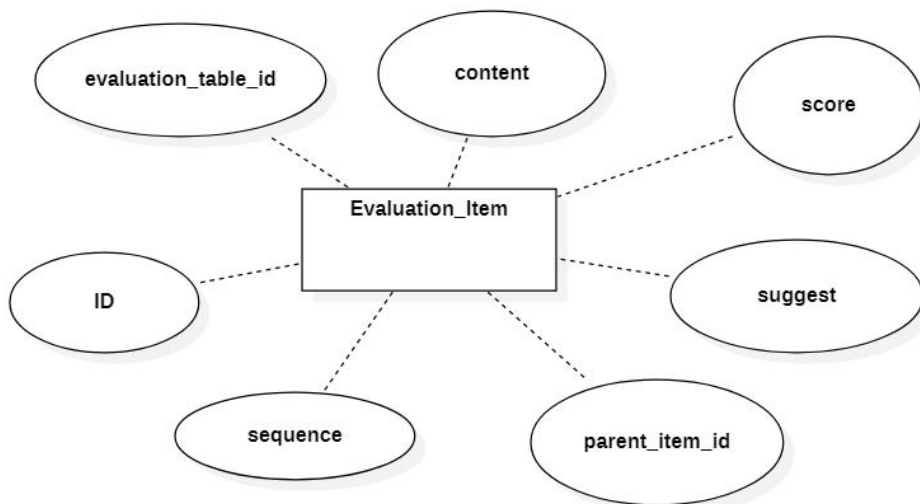 evaluation_table_id
content
score
Evaluation_Item
ID
suggest
sequence
parent_item_id